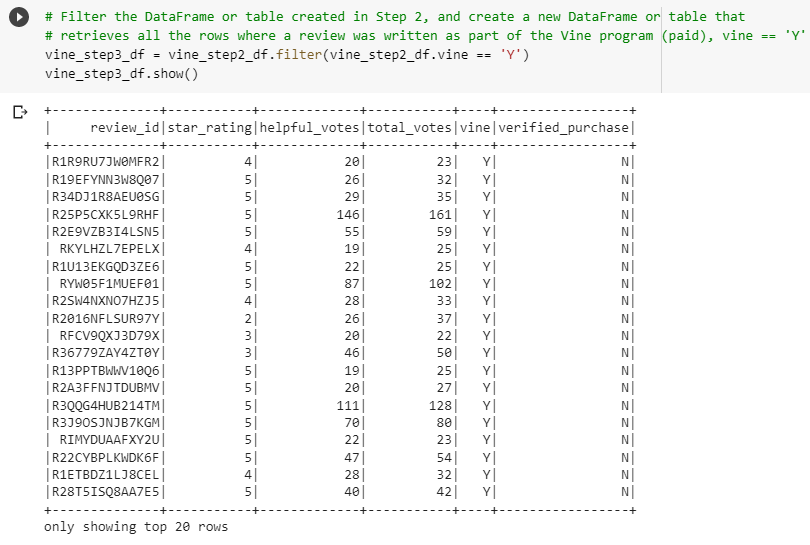 # Filter the DataFrame or table created in Step 2, and create a new DataFrame or table that
# retrieves all the rows where a review was written as part of the Vine program (paid), vine == 'Y'
vine_step3_df = vine_step2_df.filter(vine_step2_df.vine == 'Y')
vine_step3_df.show()
+--------------+-----------+-------------+-----------+----+-----------------+
|     review_id|star_rating|helpful_votes|total_votes|vine|verified_purchase|
+--------------+-----------+-------------+-----------+----+-----------------+
|R1R9RU7JW0MFR2|          4|           20|         23|   Y|                N|
|R19EFYNN3W8Q07|          5|           26|         32|   Y|                N|
|R34DJ1R8AEU0SG|          5|           29|         35|   Y|                N|
|R25P5CXK5L9RHF|          5|          146|        161|   Y|                N|
|R2E9VZB3I4LSN5|          5|           55|         59|   Y|                N|
| RKYLHZL7EPELX|          4|           19|         25|   Y|                N|
|R1U13EKGQD3ZE6|          5|           22|         25|   Y|                N|
| RYW05F1MUEF01|          5|           87|        102|   Y|                N|
|R2SW4NXNO7HZJ5|          4|           28|         33|   Y|                N|
|R2016NFLSUR97Y|          2|           26|         37|   Y|                N|
| RFCV9QXJ3D79X|          3|           20|         22|   Y|                N|
|R36779ZAY4ZT0Y|          3|           46|         50|   Y|                N|
|R13PPTBWWV10Q6|          5|           19|         25|   Y|                N|
|R2A3FFNJTDUBMV|          5|           20|         27|   Y|                N|
|R3QQG4HUB214TM|          5|          111|        128|   Y|                N|
|R3J9OSJNJB7KGM|          5|           70|         80|   Y|                N|
| RIMYDUAAFXY2U|          5|           22|         23|   Y|                N|
|R22CYBPLKWDK6F|          5|           47|         54|   Y|                N|
|R1ETBDZ1LJ8CEL|          4|           28|         32|   Y|                N|
|R28T5ISQ8AA7E5|          5|           40|         42|   Y|                N|
+--------------+-----------+-------------+-----------+----+-----------------+
only showing top 20 rows